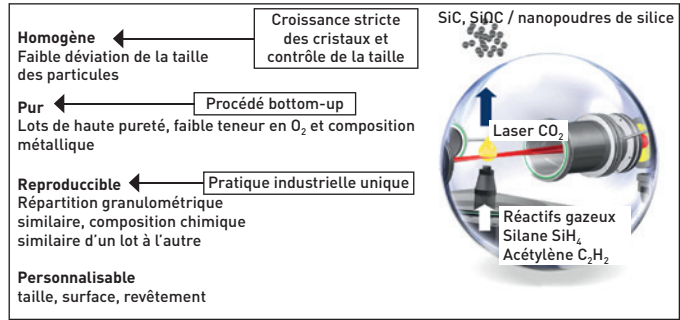 Homogène
Faible déviation de la taille
des particules
Croissance stricte
des cristaux et
contrôle de la taille
Pur
Procédé bottom-up
Lots de haute pureté, faible teneur en O₂ et composition
métallique
Reproduccible
Pratique industrielle unique
Répartition granulométrique
similaire, composition chimique
similaire d'un lot à l'autre
Personnalisable
taille, surface, revêtement
SiC, SiOC / nanopoudres de silice
Laser CO₂
Réactifs gazeux
Silane SiH₄
Acétylène C₂H₂